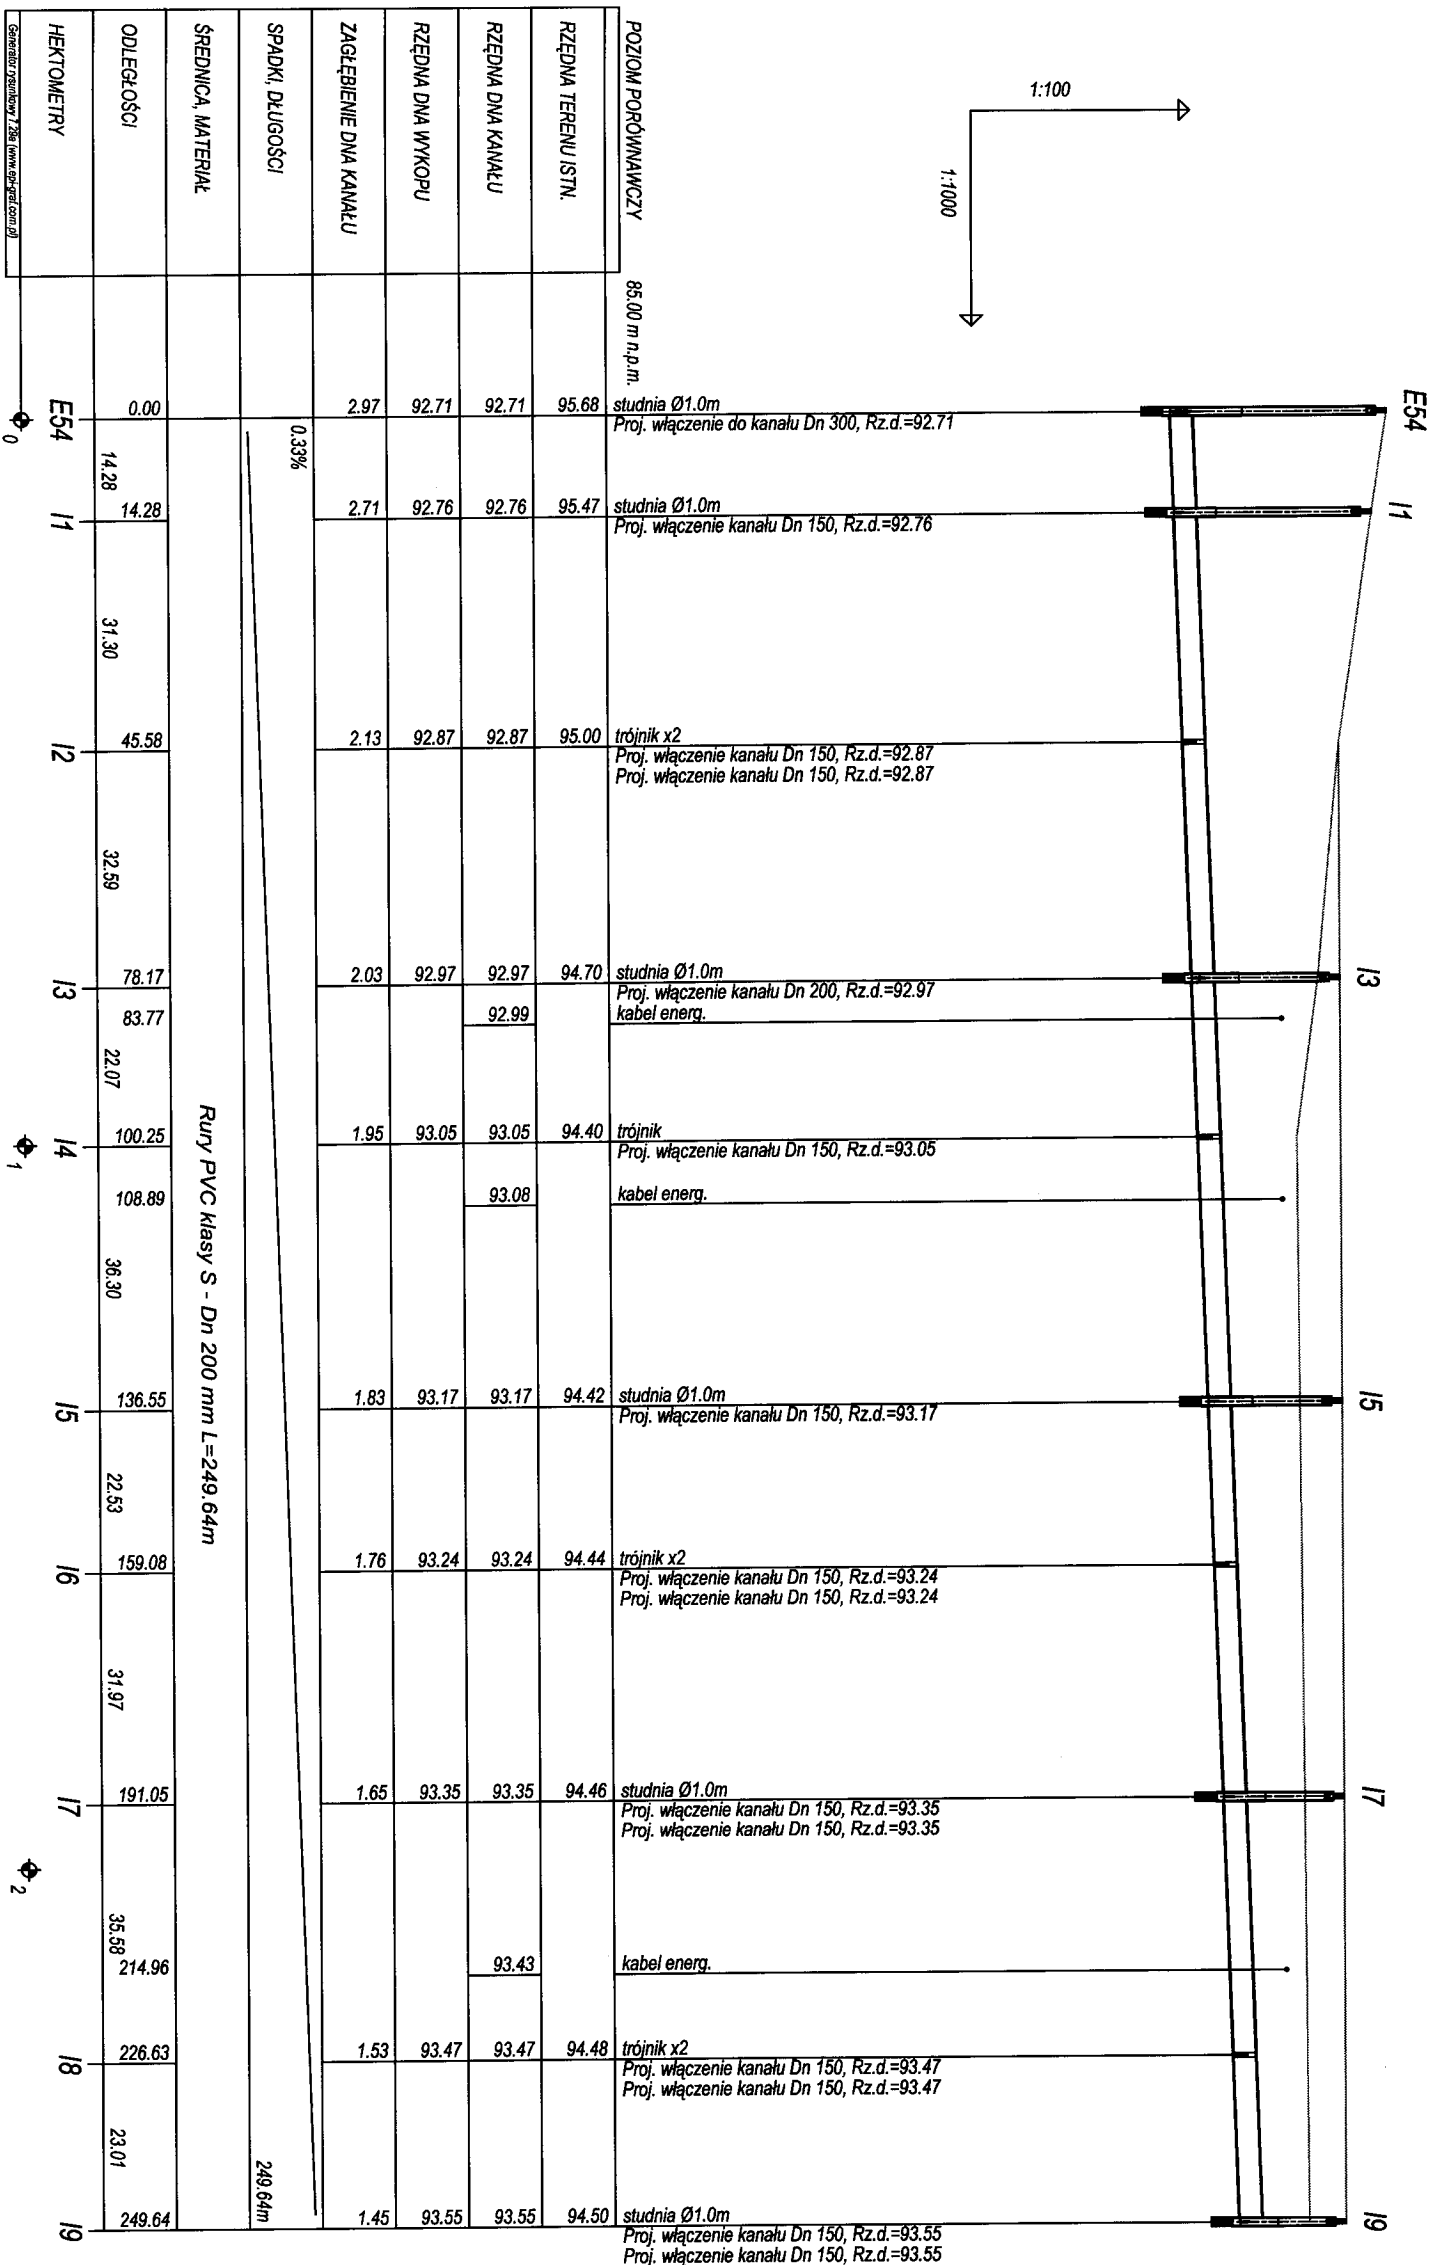 1:100
1:1000
E54
I1
I3
I5
I7
I9
POZIOM PORÓWNAWCZY 85.00 m n.p.m.
studnia Ø1.0m
Proj. włączenie do kanału Dn 300, Rz.d.=92.71
studnia Ø1.0m
Proj. włączenie kanału Dn 150, Rz.d.=92.76
trójnik x2
Proj. włączenie kanału Dn 150, Rz.d.=92.87
Proj. włączenie kanału Dn 150, Rz.d.=92.87
studnia Ø1.0m
Proj. włączenie kanału Dn 200, Rz.d.=92.97
kabel energ.
trójnik
Proj. włączenie kanału Dn 150, Rz.d.=93.05
kabel energ.
studnia Ø1.0m
Proj. włączenie kanału Dn 150, Rz.d.=93.17
trójnik x2
Proj. włączenie kanału Dn 150, Rz.d.=93.24
Proj. włączenie kanału Dn 150, Rz.d.=93.24
studnia Ø1.0m
Proj. włączenie kanału Dn 150, Rz.d.=93.35
Proj. włączenie kanału Dn 150, Rz.d.=93.35
kabel energ.
trójnik x2
Proj. włączenie kanału Dn 150, Rz.d.=93.47
Proj. włączenie kanału Dn 150, Rz.d.=93.47
studnia Ø1.0m
Proj. włączenie kanału Dn 150, Rz.d.=93.55
Proj. włączenie kanału Dn 150, Rz.d.=93.55
RZĘDNA TERENU ISTN. 95.68 95.47 95.00 94.70 94.40 94.42 94.44 94.46 94.48 94.50
RZĘDNA DNA KANAŁU 92.71 92.76 92.87 92.97 92.99 93.05 93.08 93.17 93.24 93.35 93.43 93.47 93.55
RZĘDNA DNA WYKOPU 92.71 92.76 92.87 92.97 93.05 93.17 93.24 93.35 93.47 93.55
ZAGŁĘBIENIE DNA KANAŁU 2.97 2.71 2.13 2.03 1.95 1.83 1.76 1.65 1.53 1.45
SPADKI, DŁUGOŚCI 0.33% 249.64m
ŚREDNICA, MATERIAŁ Rury PVC klasy S - Dn 200 mm L=249.64m
ODLEGŁOŚCI 0.00 14.28 45.58 78.17 83.77 100.25 108.89 136.55 159.08 191.05 214.96 226.63 249.64
14.28 31.30 32.59 22.07 36.30 22.53 31.97 35.58 23.01
HEKTOMETRY E54 I1 I2 I3 I4 I5 I6 I7 I8 I9
0 1 2
Generator rysunkowy 7.29a (www.epi-graf.com.pl)